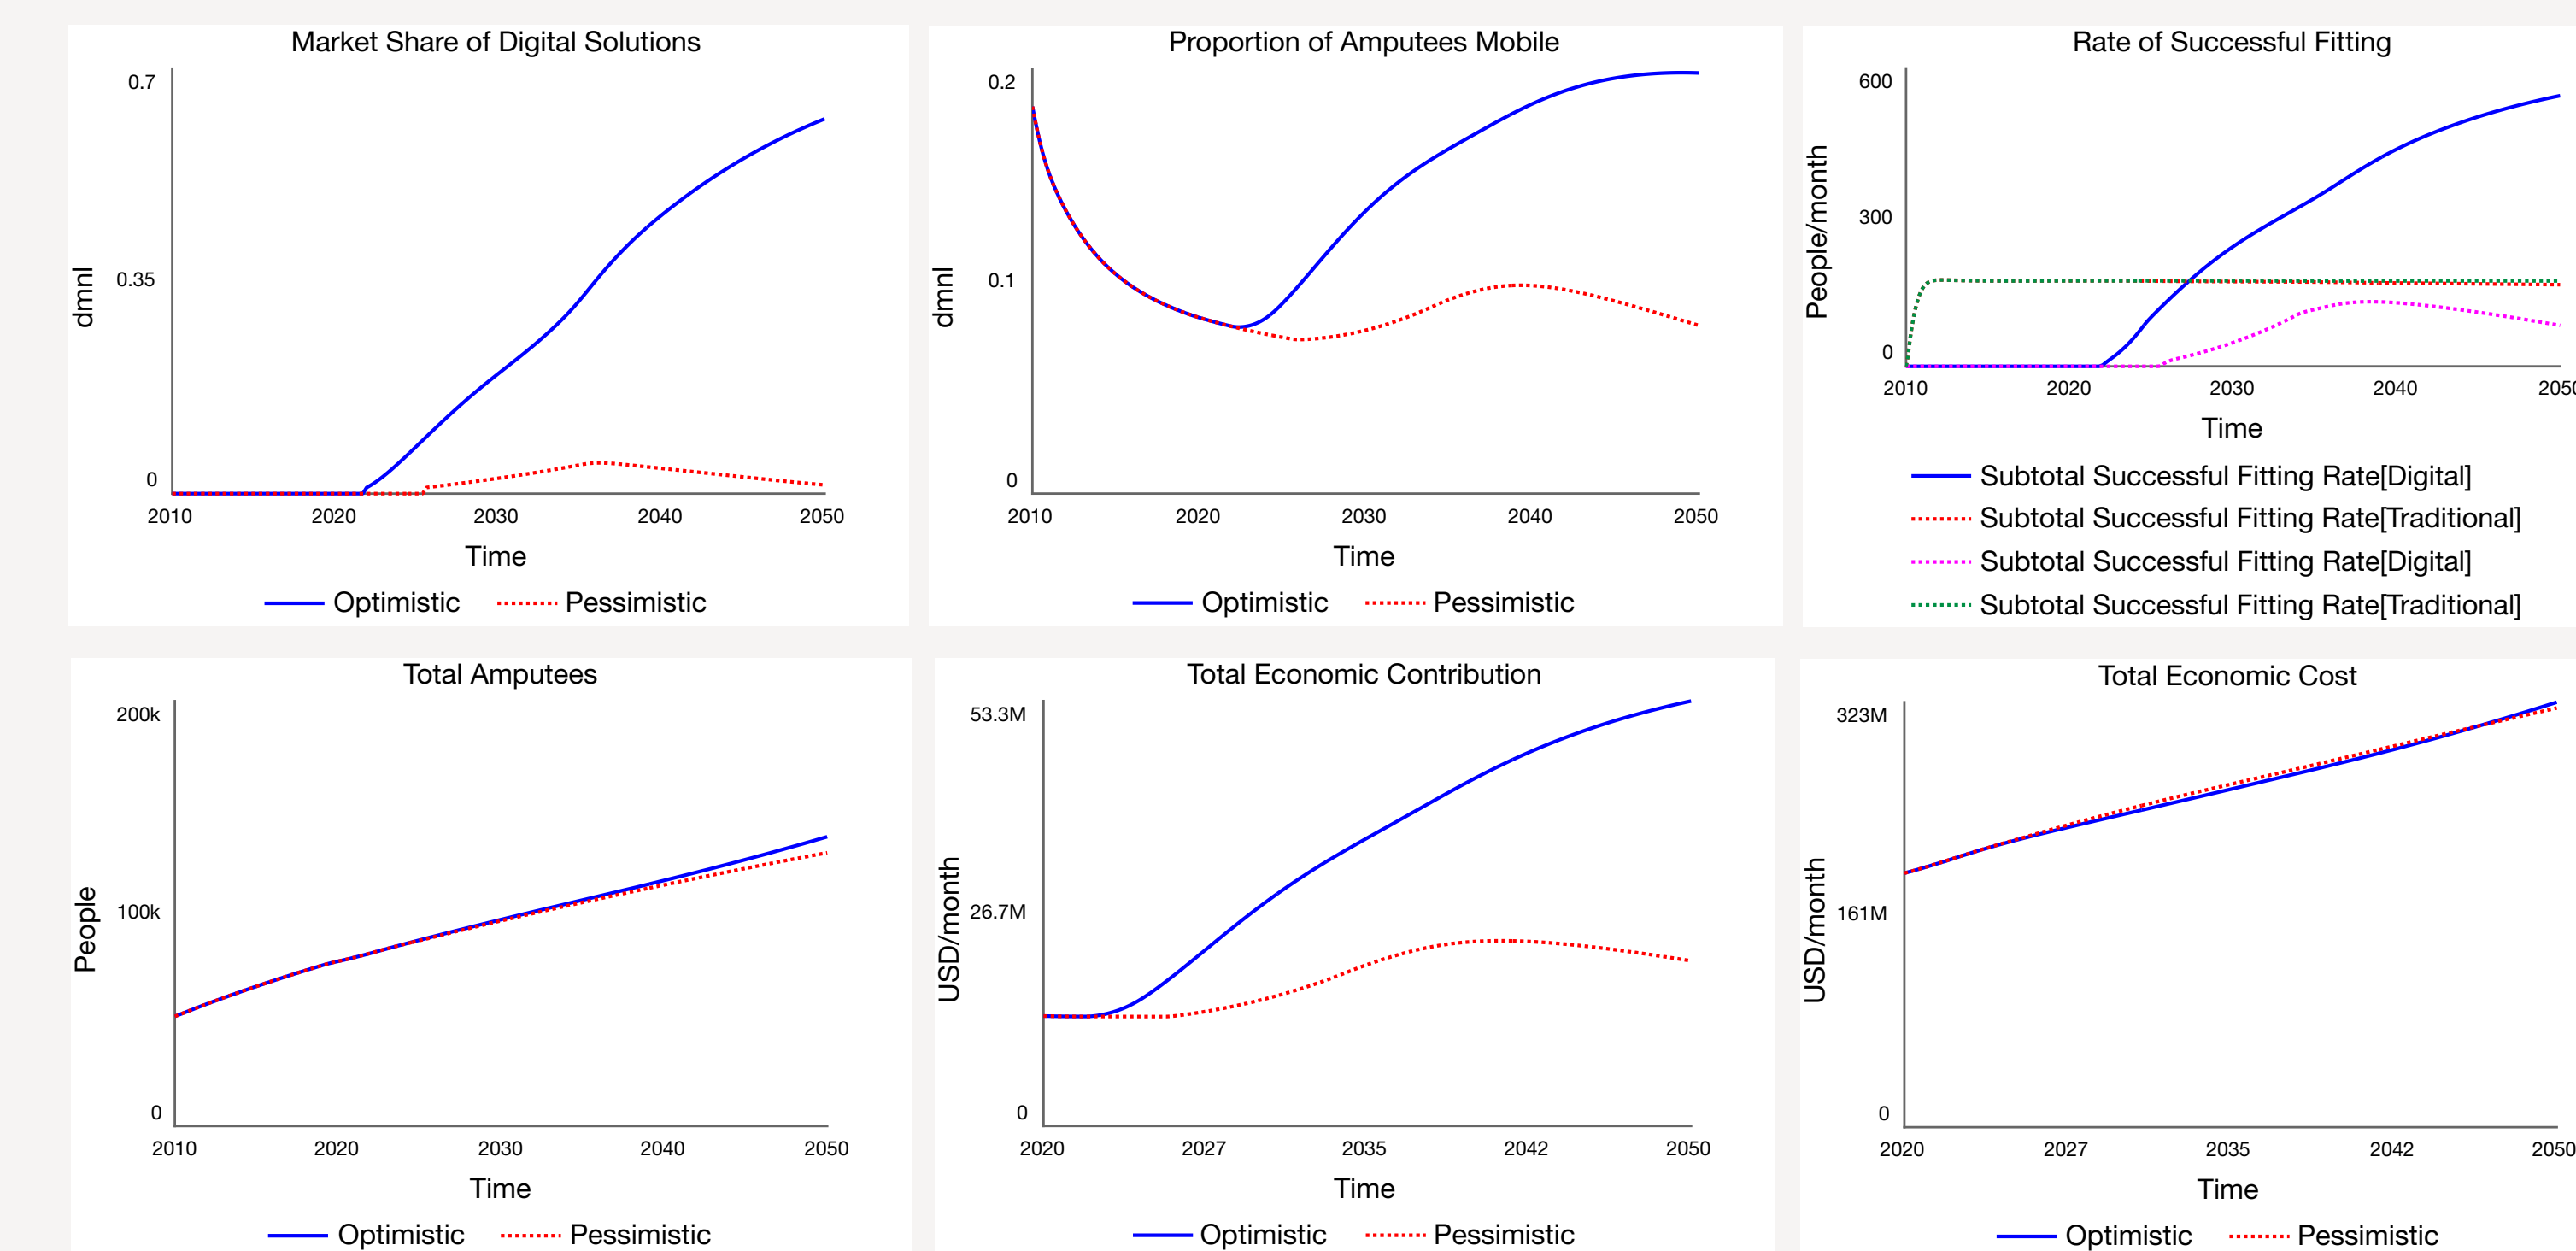 Market Share of Digital Solutions
0.7
0.35
0
dmnl
2010 2020 2030 2040 2050
Time
Optimistic Pessimistic
Proportion of Amputees Mobile
0.2
0.1
0
dmnl
2010 2020 2030 2040 2050
Time
Optimistic Pessimistic
Rate of Successful Fitting
600
300
0
People/month
2010 2020 2030 2040 2050
Time
Subtotal Successful Fitting Rate[Digital]
Subtotal Successful Fitting Rate[Traditional]
Subtotal Successful Fitting Rate[Digital]
Subtotal Successful Fitting Rate[Traditional]
Total Amputees
200k
100k
0
People
2010 2020 2030 2040 2050
Time
Optimistic Pessimistic
Total Economic Contribution
53.3M
26.7M
0
USD/month
2020 2027 2035 2042 2050
Time
Optimistic Pessimistic
Total Economic Cost
323M
161M
0
USD/month
2020 2027 2035 2042 2050
Time
Optimistic Pessimistic